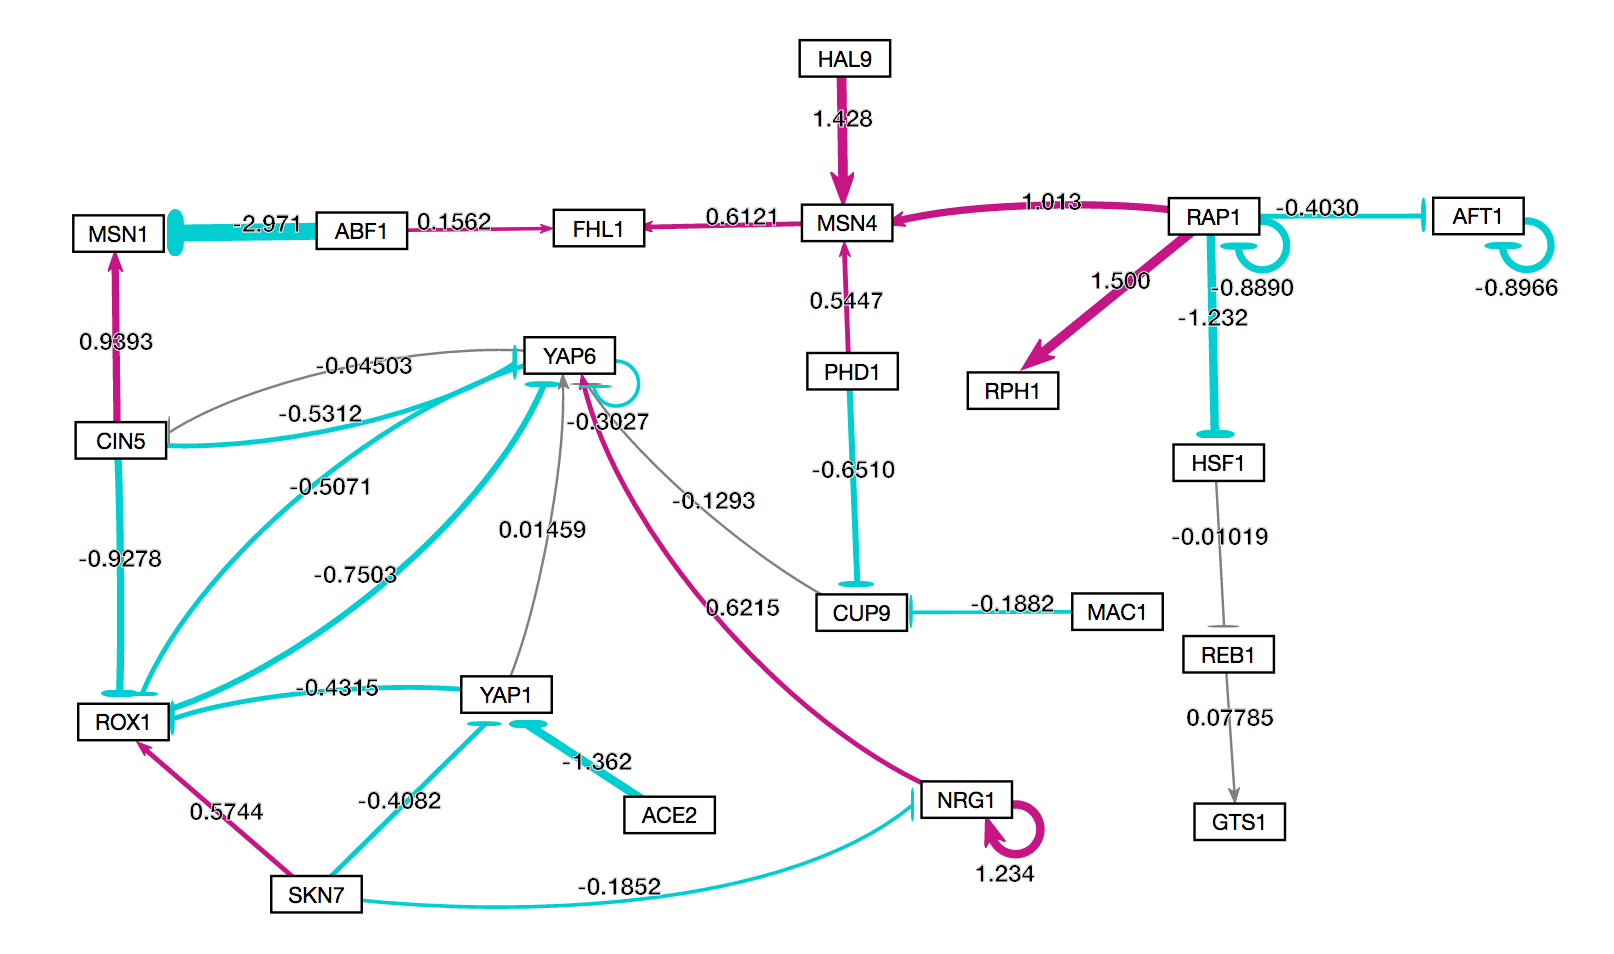 HAL9
1.428
MSN1
-2.971
ABF1
0.1562
FHL1
0.6121
MSN4
1.013
RAP1
-0.4030
AFT1
1.500
-0.8890
-0.8966
-1.232
0.5447
0.9393
-0.04503
YAP6
PHD1
RPH1
-0.5312
-0.3027
CIN5
HSF1
-0.5071
-0.1293
-0.6510
0.01459
-0.01019
-0.9278
-0.7503
0.6215
CUP9
-0.1882
MAC1
REB1
-0.4315
YAP1
ROX1
0.07785
-1.362
0.5744
-0.4082
ACE2
NRG1
GTS1
1.234
SKN7
-0.1852